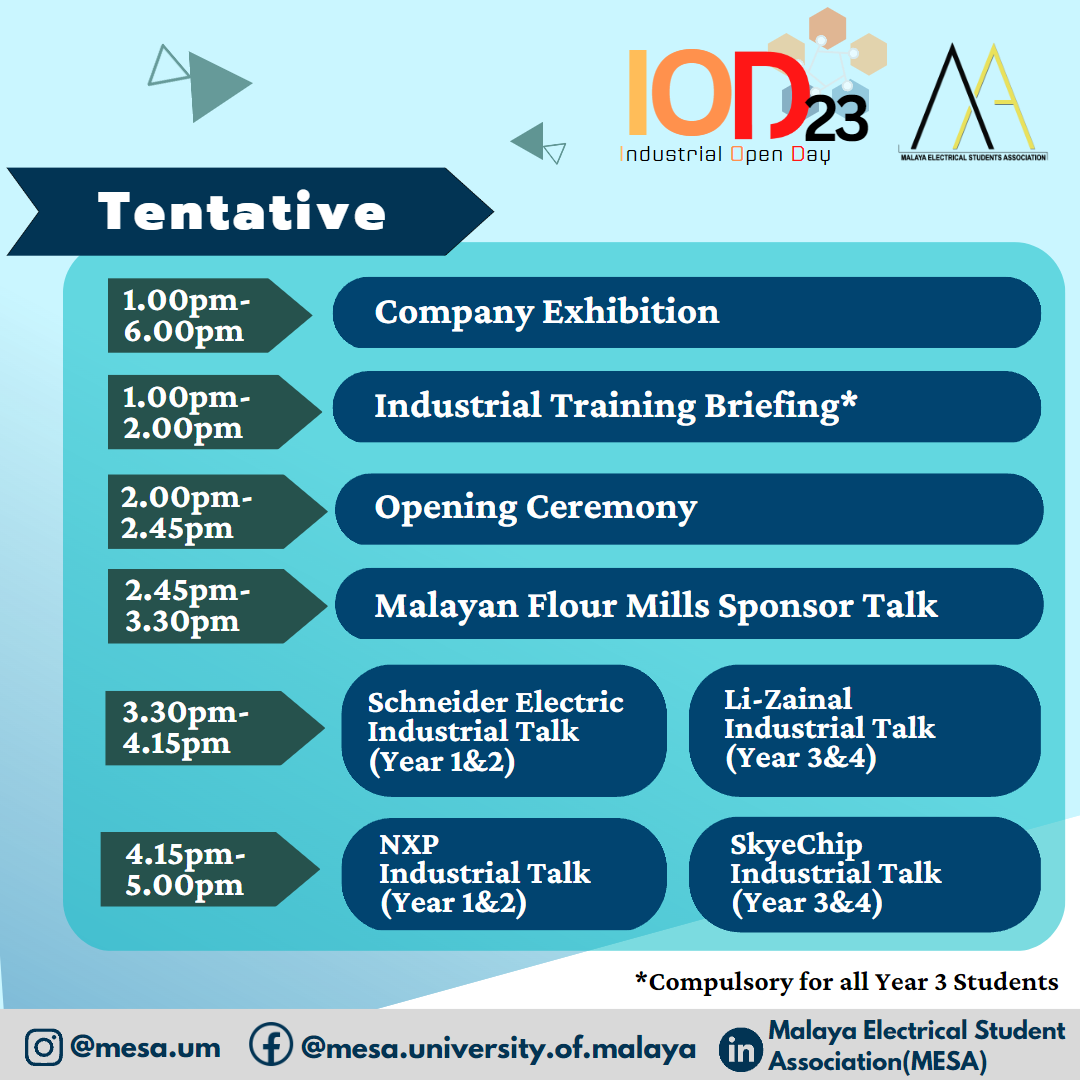 IOD23
Industrial Open Day
MALAYA ELECTRICAL STUDENTS ASSOCIATION
Tentative
1.00pm-
6.00pm
Company Exhibition
1.00pm-
2.00pm
Industrial Training Briefing*
2.00pm-
2.45pm
Opening Ceremony
2.45pm-
3.30pm
Malayan Flour Mills Sponsor Talk
3.30pm-
4.15pm
Schneider Electric
Industrial Talk
(Year 1&2)
Li-Zainal
Industrial Talk
(Year 3&4)
4.15pm-
5.00pm
NXP
Industrial Talk
(Year 1&2)
SkyeChip
Industrial Talk
(Year 3&4)
*Compulsory for all Year 3 Students
@mesa.um
@mesa.university.of.malaya
in
Malaya Electrical Student
Association(MESA)